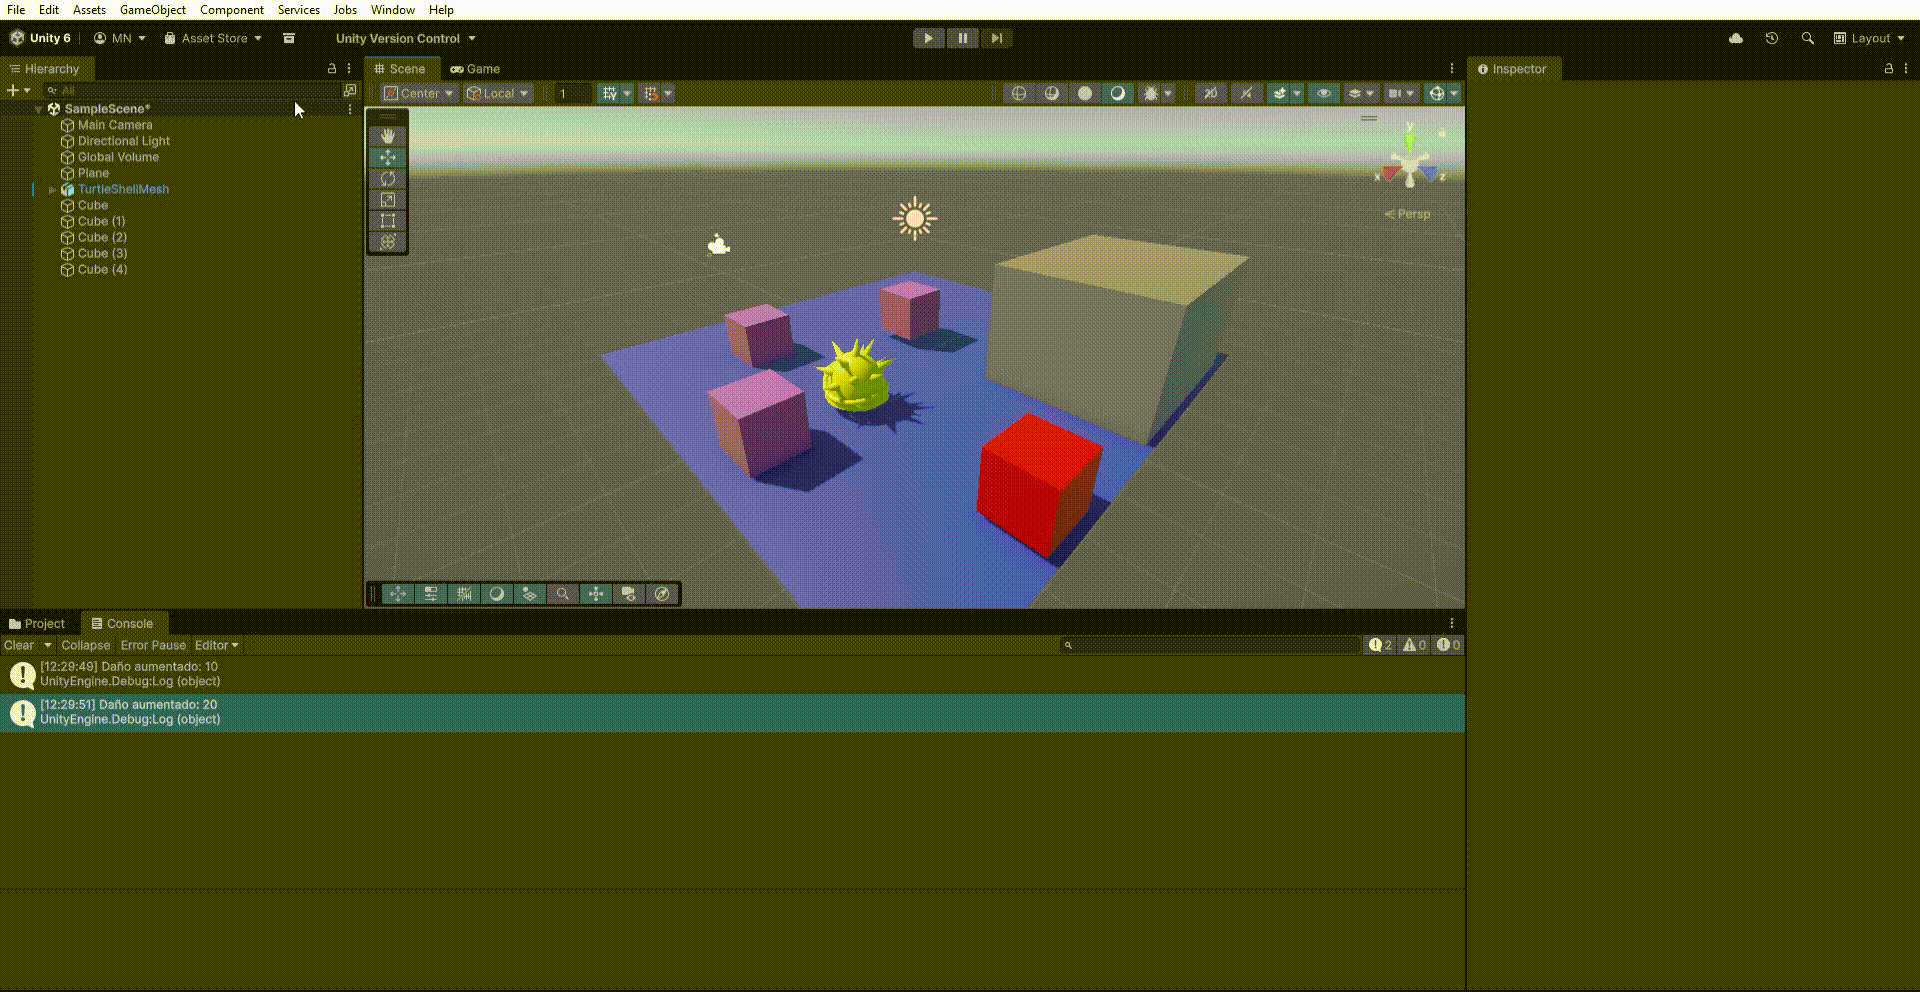 File Edit Assets GameObject Component Services Jobs Window Help
Unity 6 MN Asset Store Unity Version Control Layout
Hierarchy
All
SampleScene*
Main Camera
Directional Light
Global Volume
Plane
TurtleShellMesh
Cube
Cube (1)
Cube (2)
Cube (3)
Cube (4)
Scene Game
Center Local 1 2D
y
x z
Persp
Inspector
Project Console
Clear Collapse Error Pause Editor 2 0 0
[12:29:49] Daño aumentado: 10
UnityEngine.Debug:Log (object)
[12:29:51] Daño aumentado: 20
UnityEngine.Debug:Log (object)